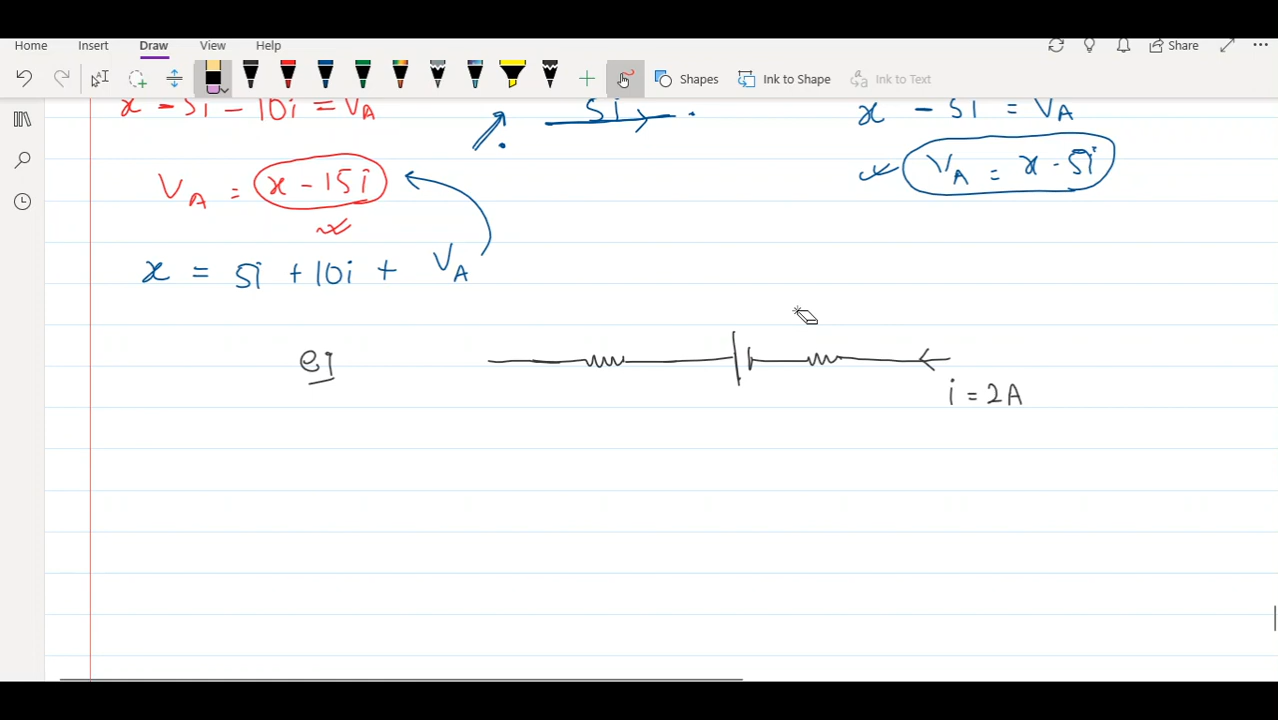 Home Insert Draw View Help Share
Shapes Ink to Shape Ink to Text
x - 5i - 10i = VA
5i
x - 5i = VA
VA = x - 15i
VA = x - 5i
x = 5i + 10i + VA
i = 2A